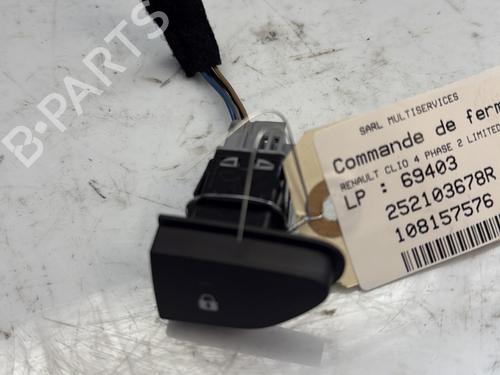 B-PARTS
SARL MULTISERVICES
Commande de ferm
RENAULT CLIO 4 PHASE 2 LIMITED
LP : 69403
252103678R
108157576